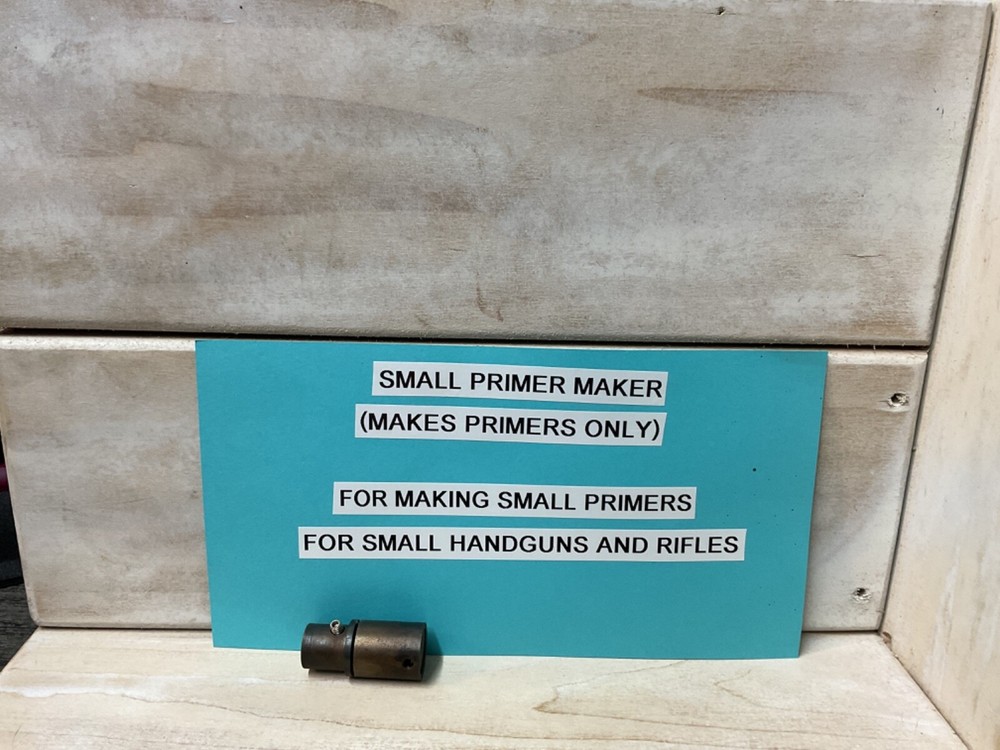 SMALL PRIMER MAKER
(MAKES PRIMERS ONLY)
FOR MAKING SMALL PRIMERS
FOR SMALL HANDGUNS AND RIFLES